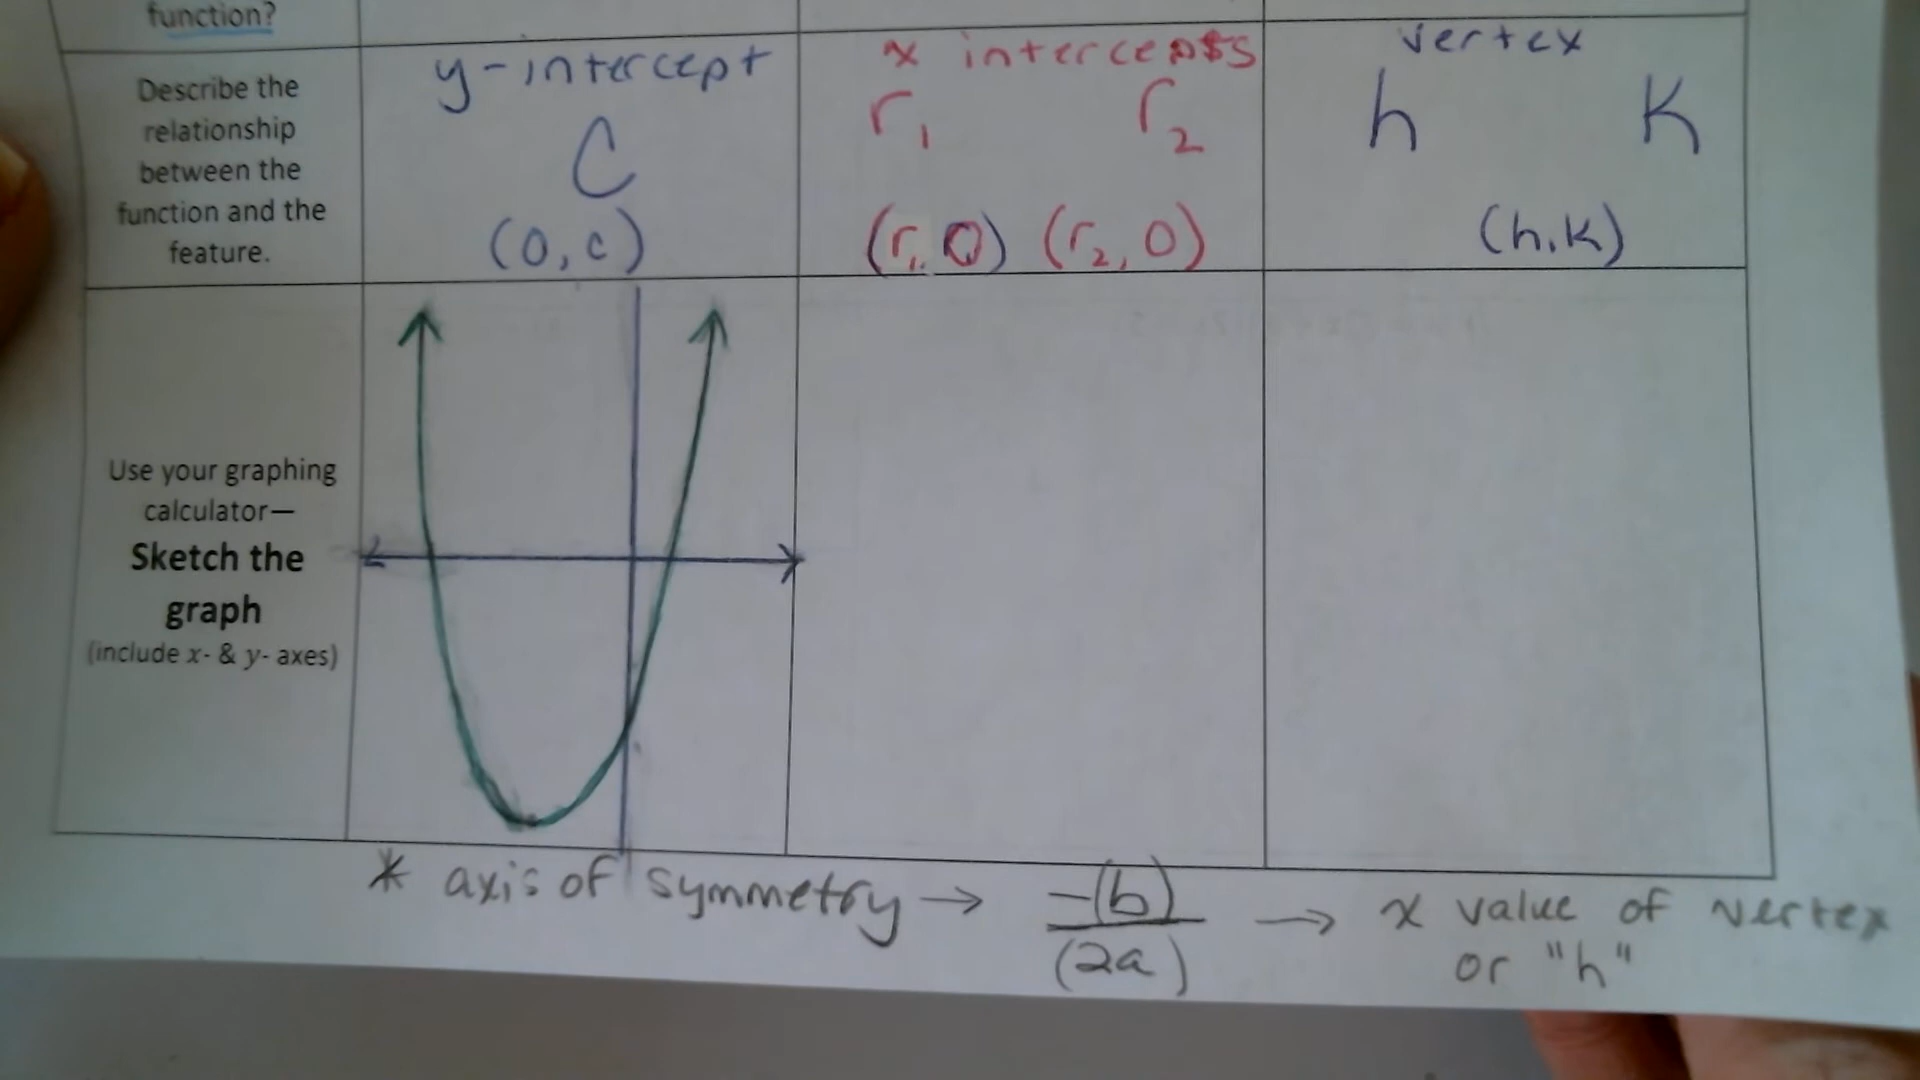 function?
Describe the
relationship
between the
function and the
feature.
y-intercept
C
(0,c)
x intercepts
r1 r2
(r1,0) (r2,0)
vertex
h K
(h,k)
Use your graphing
calculator—
Sketch the
graph
(include x- & y- axes)
* axis of symmetry → -(b)/(2a) → x value of vertex
or "h"